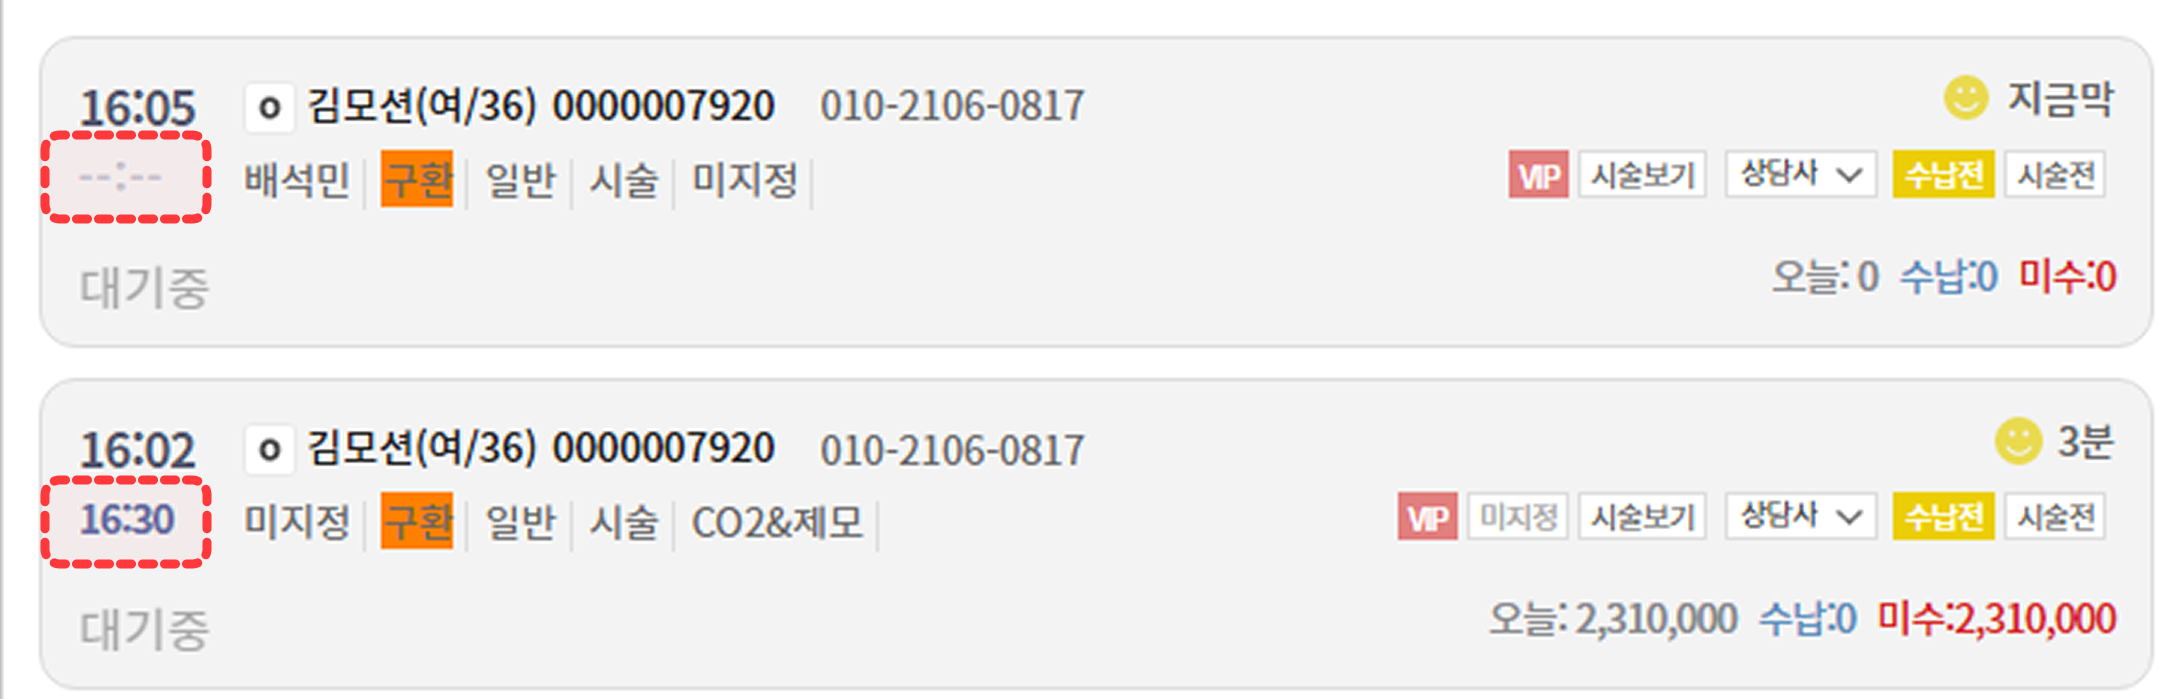 16:05 o 김모션(여/36) 0000007920 010-2106-0817 지금막
--:-- 배석민 구환 일반 시술 미지정 VIP 시술보기 상담사 수납전 시술전
대기중 오늘: 0 수납:0 미수:0
16:02 o 김모션(여/36) 0000007920 010-2106-0817 3분
16:30 미지정 구환 일반 시술 CO2&제모 VIP 미지정 시술보기 상담사 수납전 시술전
대기중 오늘: 2,310,000 수납:0 미수:2,310,000